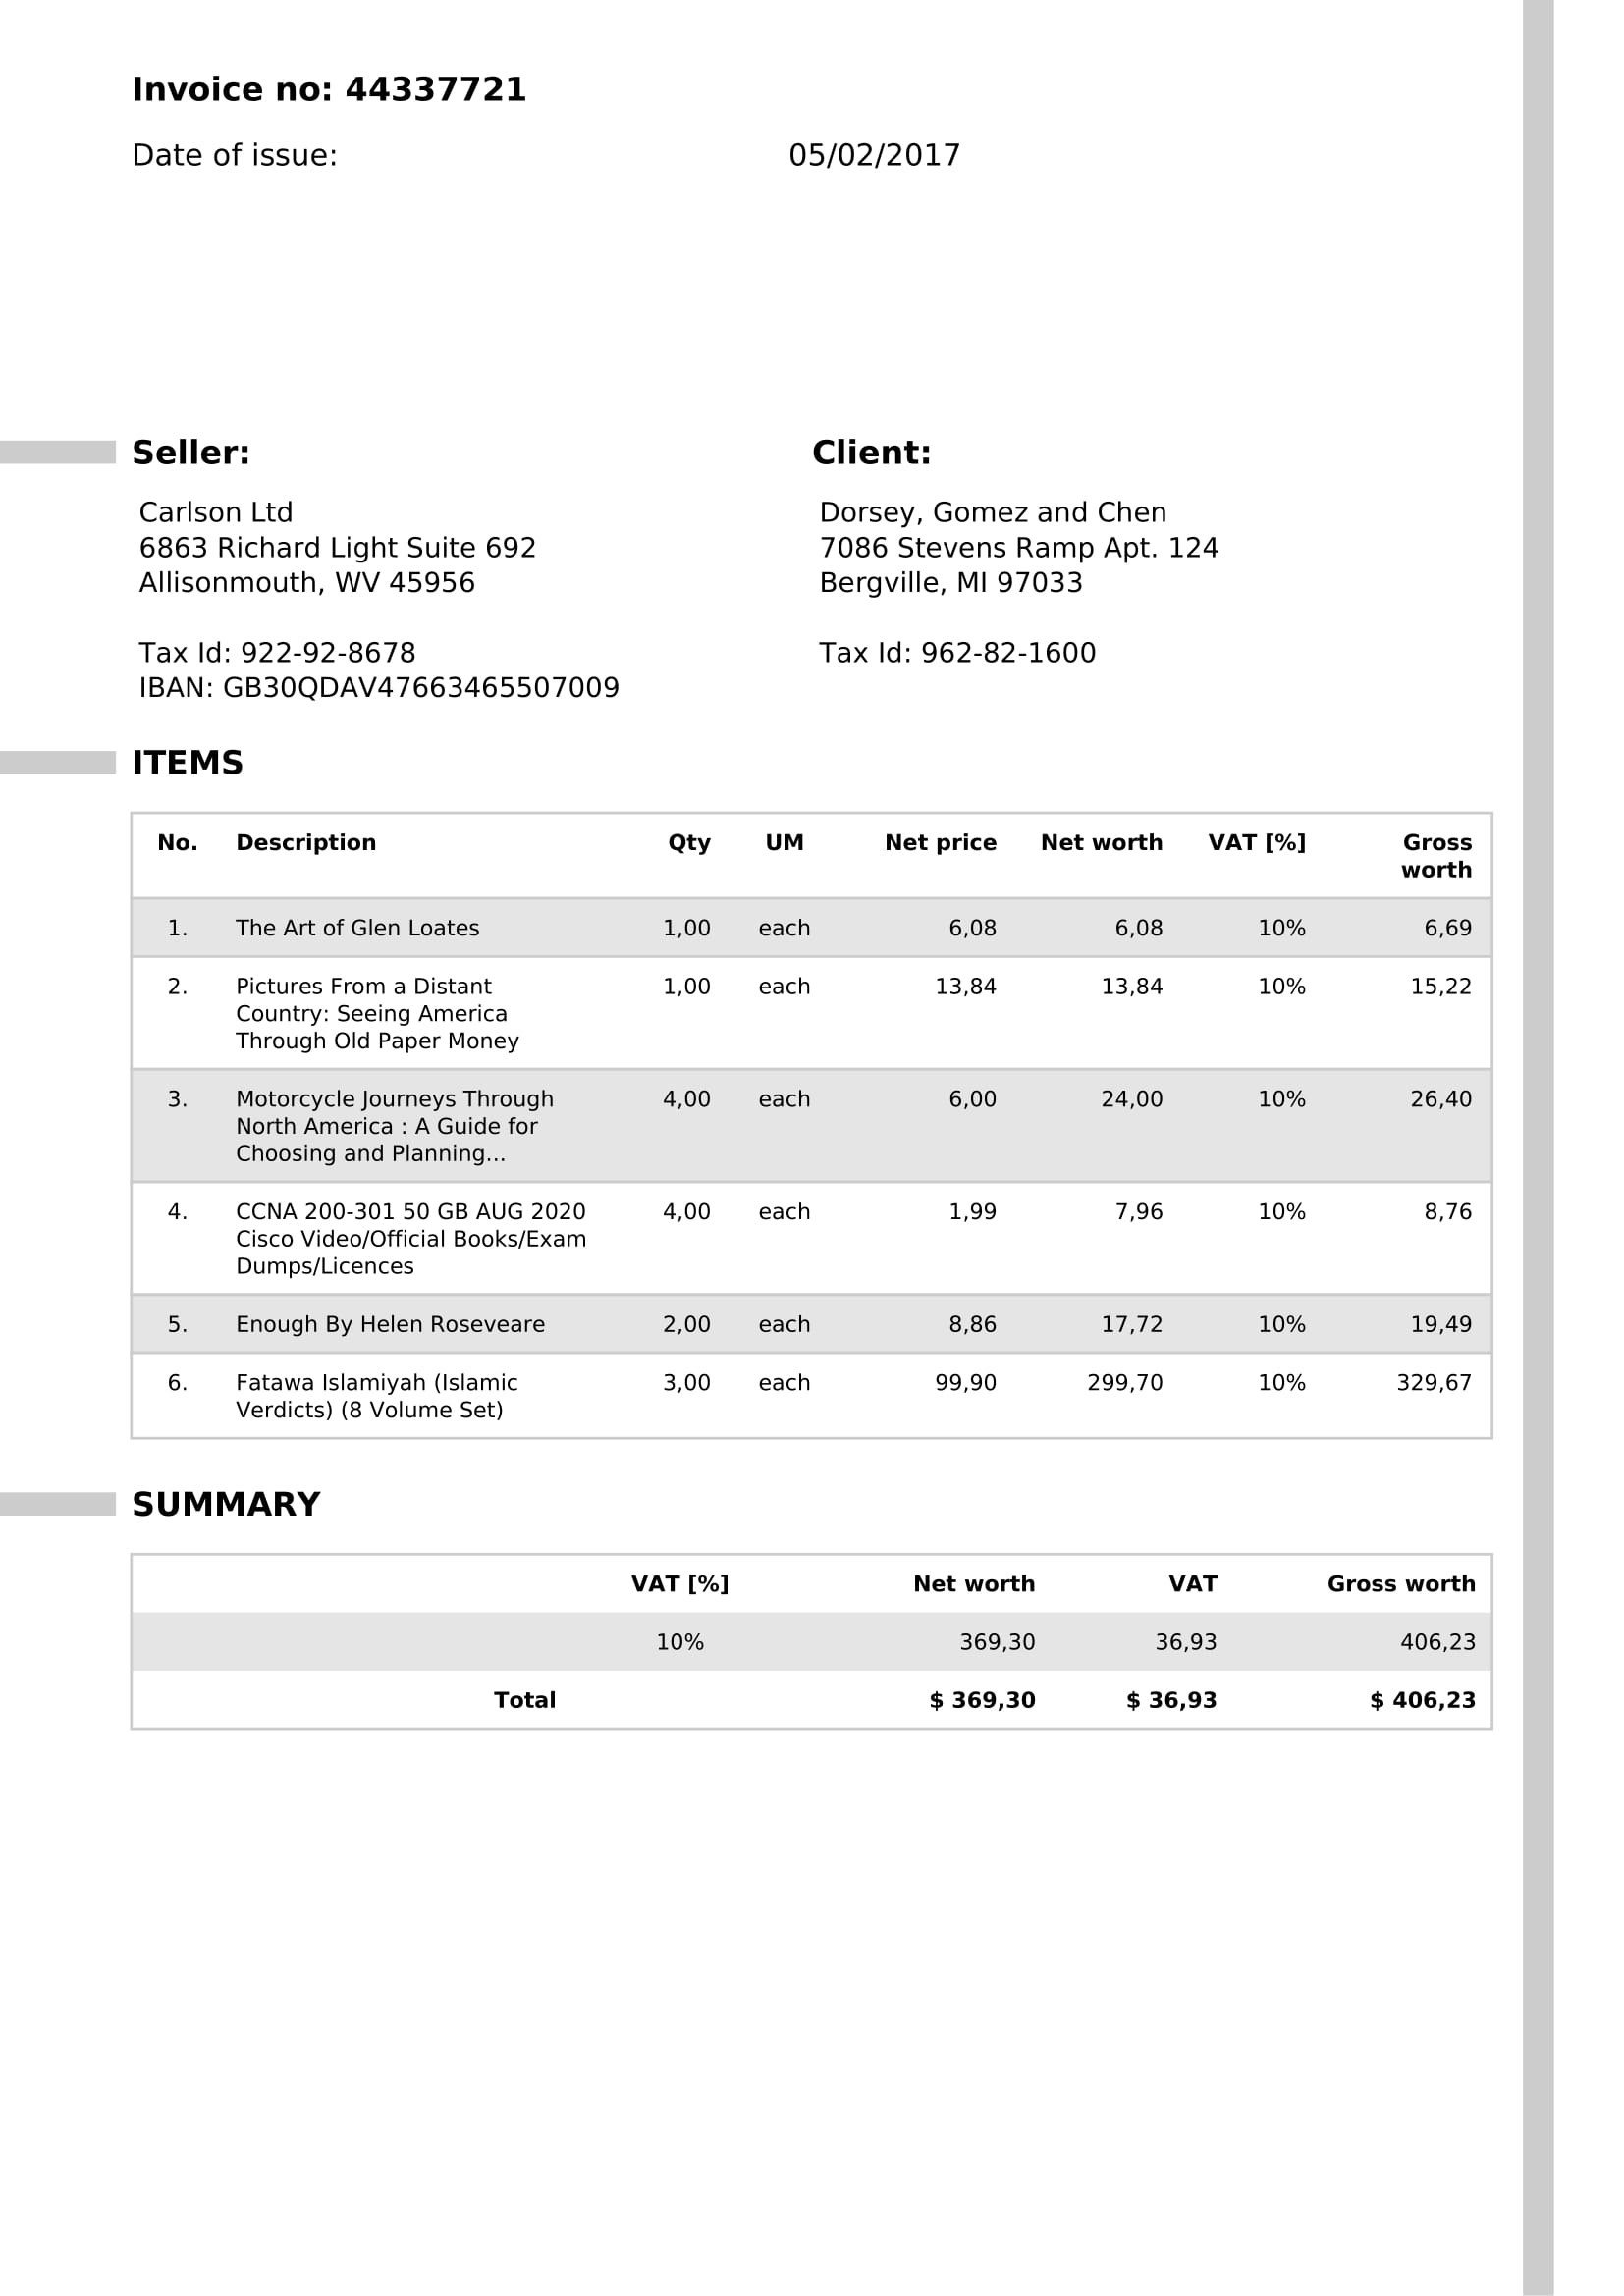 Invoice no: 44337721
Date of issue: 05/02/2017
Seller:
Carlson Ltd
6863 Richard Light Suite 692
Allisonmouth, WV 45956
Tax Id: 922-92-8678
IBAN: GB30QDAV47663465507009
Client:
Dorsey, Gomez and Chen
7086 Stevens Ramp Apt. 124
Bergville, MI 97033
Tax Id: 962-82-1600
ITEMS
No. Description Qty UM Net price Net worth VAT [%] Gross
worth
1. The Art of Glen Loates 1,00 each 6,08 6,08 10% 6,69
2. Pictures From a Distant 1,00 each 13,84 13,84 10% 15,22
Country: Seeing America
Through Old Paper Money
3. Motorcycle Journeys Through 4,00 each 6,00 24,00 10% 26,40
North America : A Guide for
Choosing and Planning...
4. CCNA 200-301 50 GB AUG 2020 4,00 each 1,99 7,96 10% 8,76
Cisco Video/Official Books/Exam
Dumps/Licences
5. Enough By Helen Roseveare 2,00 each 8,86 17,72 10% 19,49
6. Fatawa Islamiyah (Islamic 3,00 each 99,90 299,70 10% 329,67
Verdicts) (8 Volume Set)
SUMMARY
VAT [%] Net worth VAT Gross worth
10% 369,30 36,93 406,23
Total $ 369,30 $ 36,93 $ 406,23